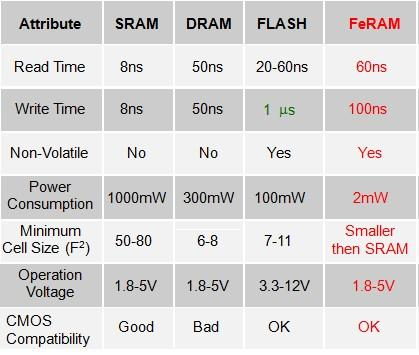 Attribute SRAM DRAM FLASH FeRAM
Read Time 8ns 50ns 20-60ns 60ns
Write Time 8ns 50ns 1 μs 100ns
Non-Volatile No No Yes Yes
Power
Consumption 1000mW 300mW 100mW 2mW
Minimum
Cell Size (F²) 50-80 6-8 7-11 Smaller
then SRAM
Operation
Voltage 1.8-5V 1.8-5V 3.3-12V 1.8-5V
CMOS
Compatibility Good Bad OK OK